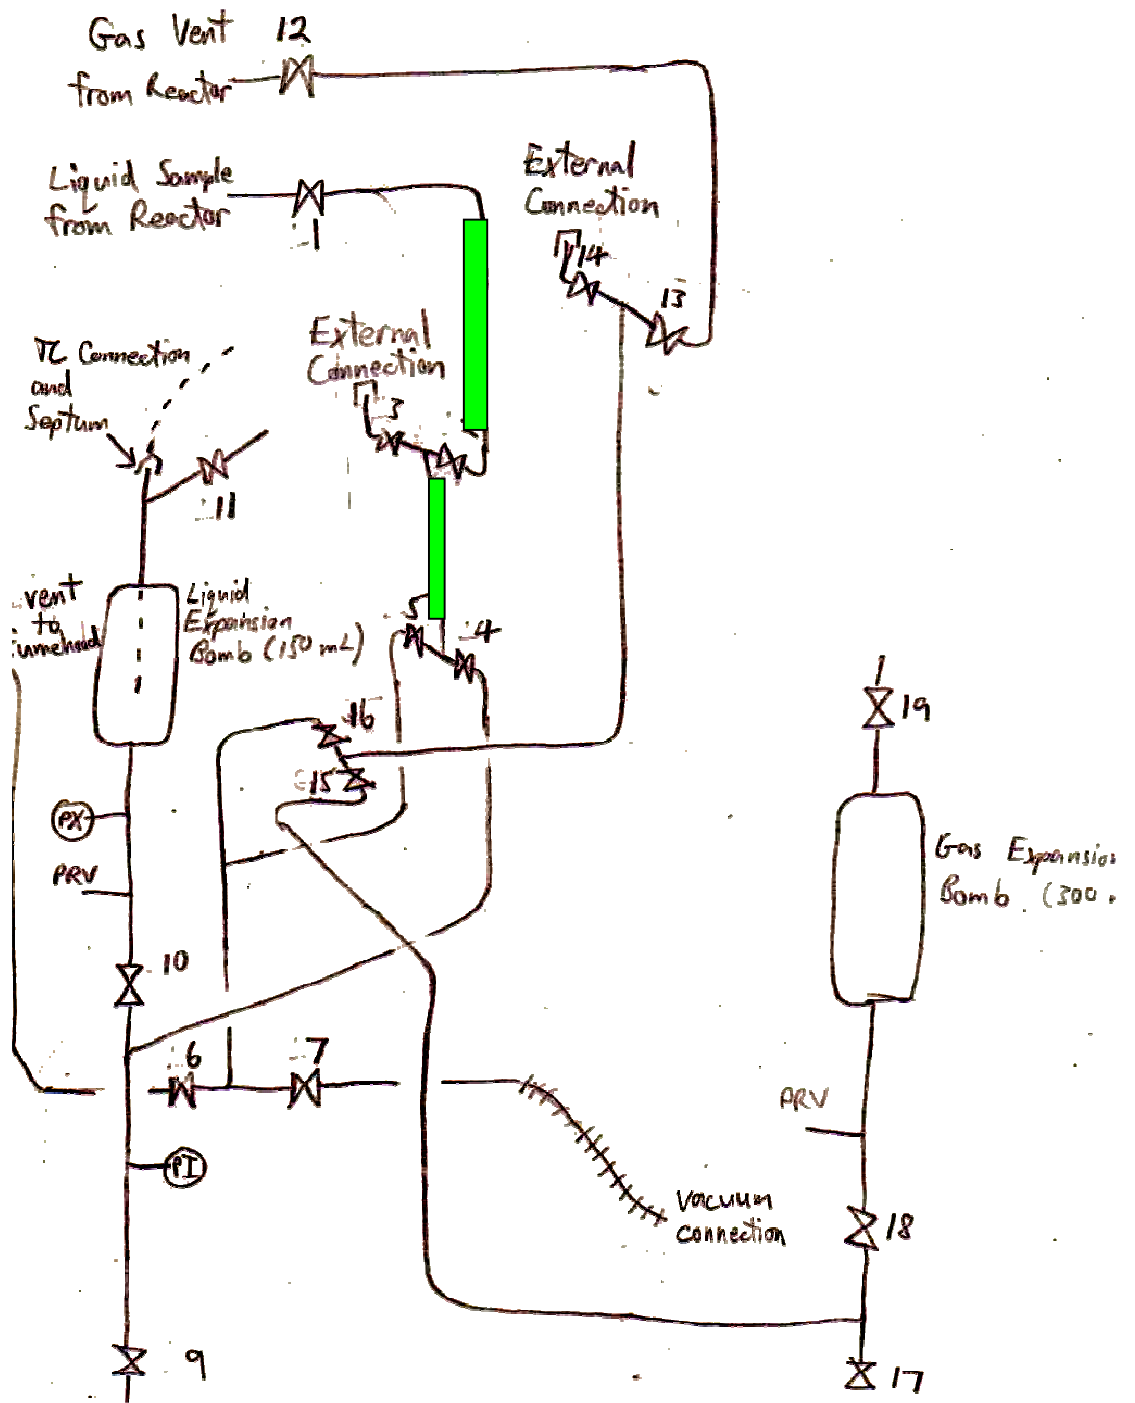 Gas Vent 12
from Reactor
External
Connection
Liquid Sample
from Reactor
1
14
13
External
Connection
TC Connection
and
Septum
3
11
vent
to
fumehood
Liquid
Expansion
Bomb (150 mL)
5
4
16
15
19
PX
PRV
Gas Expansion
Bomb (300
10
6
7
PRV
PI
Vacuum
connection
18
9
17